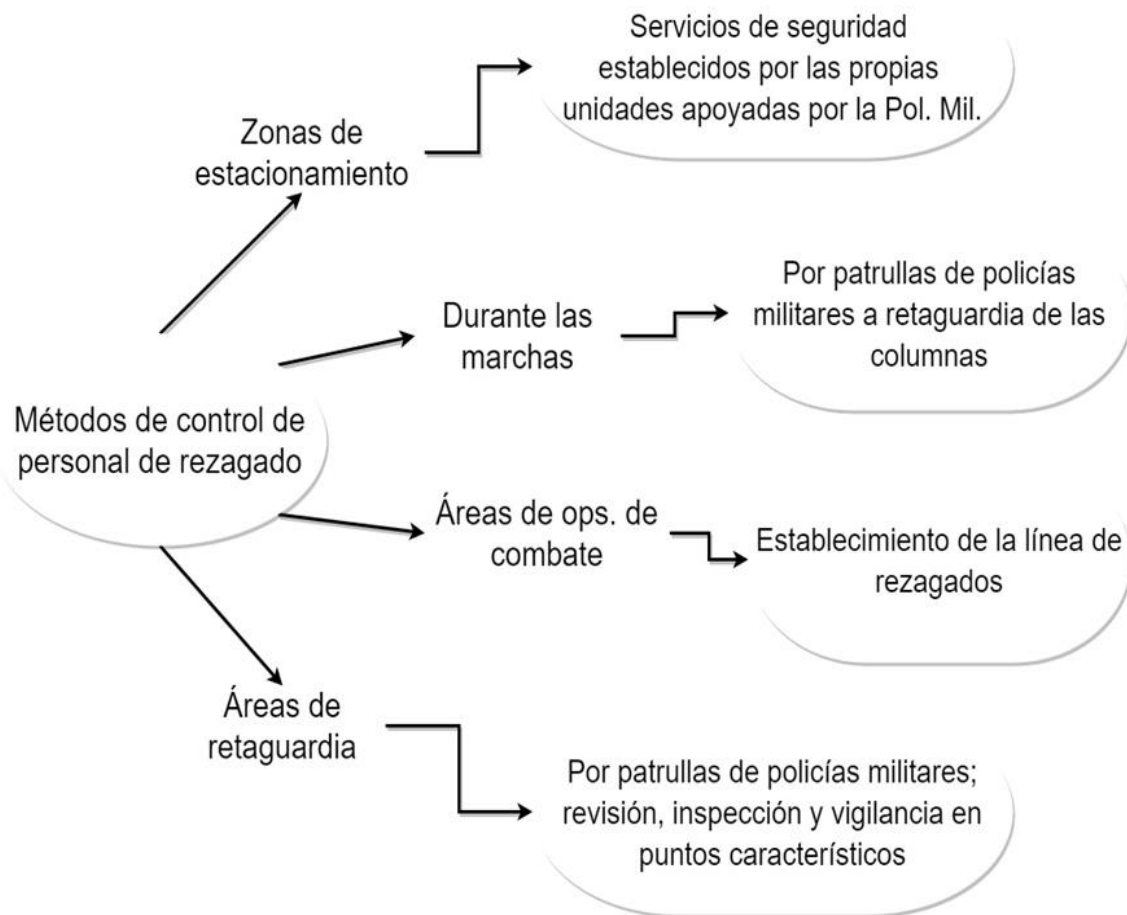 Servicios de seguridad
establecidos por las propias
unidades apoyadas por la Pol. Mil.
Zonas de
estacionamiento
Por patrullas de policías
militares a retaguardia de las
columnas
Durante las
marchas
Métodos de control de
personal de rezagado
Áreas de ops. de
combate
Establecimiento de la línea de
rezagados
Áreas de
retaguardia
Por patrullas de policías militares;
revisión, inspección y vigilancia en
puntos característicos